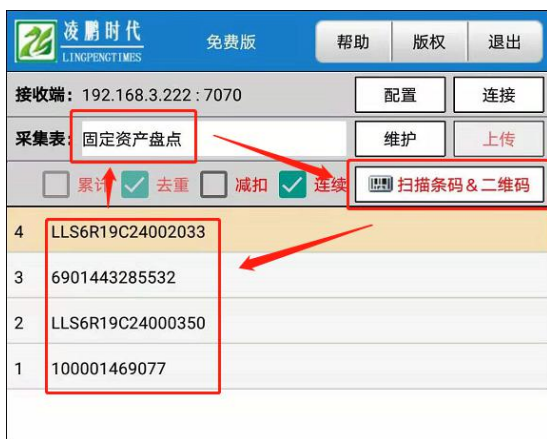 凌鹏时代
LINGPENGTIMES
免费版
帮助 版权 退出
接收端: 192.168.3.222 : 7070 配置 连接
采集表: 固定资产盘点 维护 上传
累计 去重 减扣 连续 扫描条码&二维码
4 LLS6R19C24002033
3 6901443285532
2 LLS6R19C24000350
1 100001469077